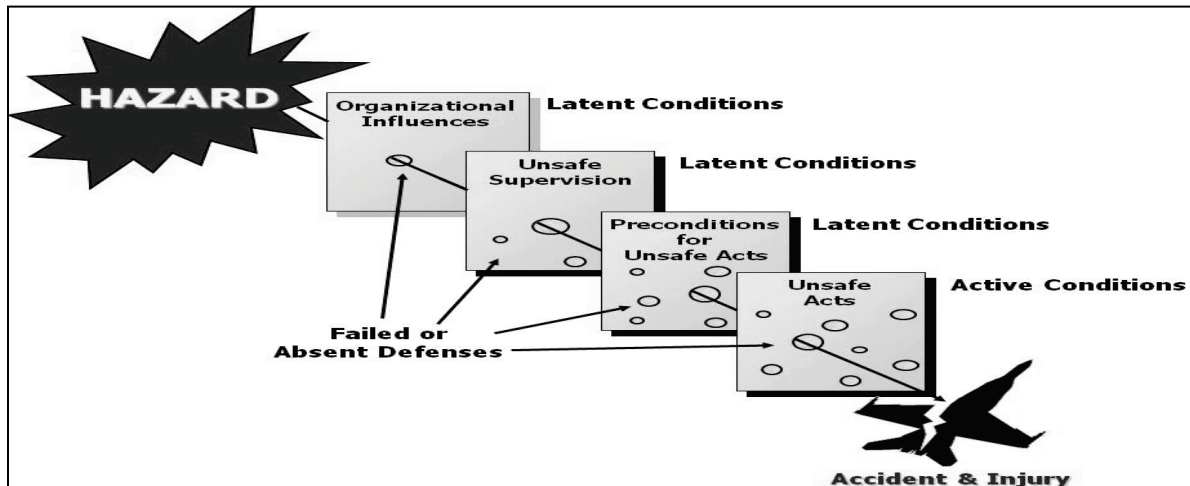 HAZARD
Organizational
Influences
Latent Conditions
Unsafe
Supervision
Latent Conditions
Preconditions
for
Unsafe Acts
Latent Conditions
Unsafe
Acts
Active Conditions
Failed or
Absent Defenses
Accident & Injury